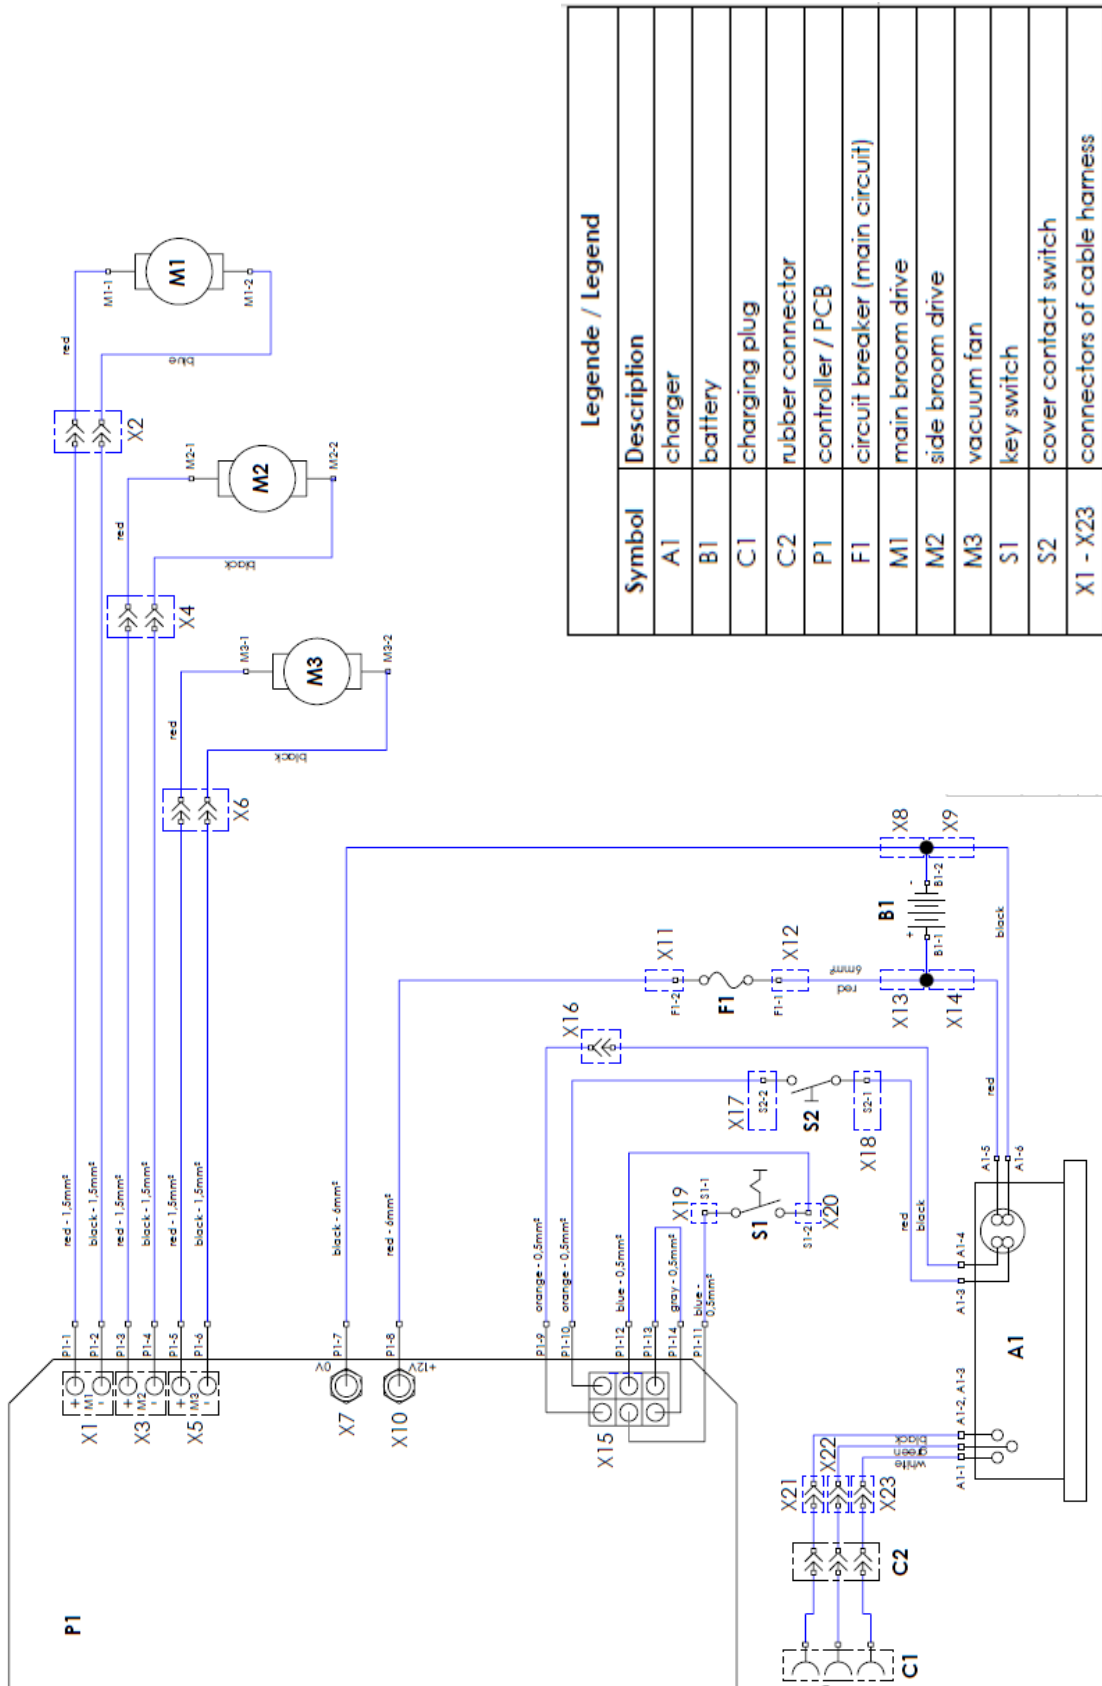 Legende / Legend
Symbol Description
A1 charger
B1 battery
C1 charging plug
C2 rubber connector
P1 controller / PCB
F1 circuit breaker (main circuit)
M1 main broom drive
M2 side broom drive
M3 vacuum fan
S1 key switch
S2 cover contact switch
X1 - X23 connectors of cable harness
P1
X1
+ M1 -
X3
+ M2 -
X5
+ M3 -
P1-1
P1-2
P1-3
P1-4
P1-5
P1-6
red - 1,5mm²
black - 1,5mm²
red - 1,5mm²
black - 1,5mm²
red - 1,5mm²
black - 1,5mm²
X2
red
blue
M1-1
M1
M1-2
X4
red
black
M2-1
M2
M2-2
X6
red
black
M3-1
M3
M3-2
X7
0V
P1-7
black - 6mm²
X10
+12V
P1-8
red - 6mm²
X15
P1-9
P1-10
P1-12
P1-13
P1-14
P1-11
orange - 0,5mm²
orange - 0,5mm²
blue - 0,5mm²
gray - 0,5mm²
blue -
0,5mm²
X16
X11
F1-2
F1
F1-1
X12
red
6mm²
X13
X14
X8
X9
B1
+
-
B1-1
B1-2
black
red
X17
S2-2
S2
S2-1
X18
X19
S1-1
S1
S1-2
X20
red
black
A1-5
A1-6
A1-4
A1-3
A1
A1-2, A1-3
A1-1
black
green
white
X21
X22
X23
C2
C1